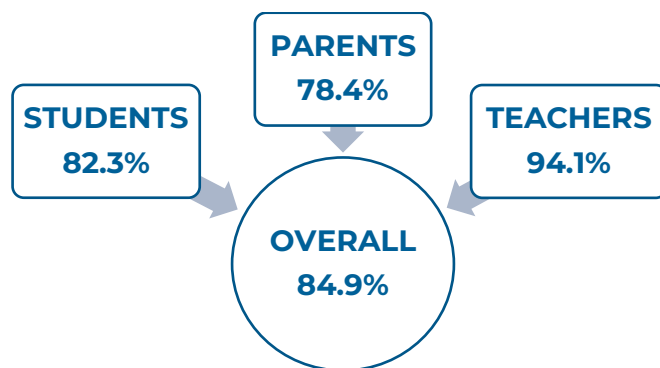 PARENTS
78.4%
STUDENTS
82.3%
TEACHERS
94.1%
OVERALL
84.9%